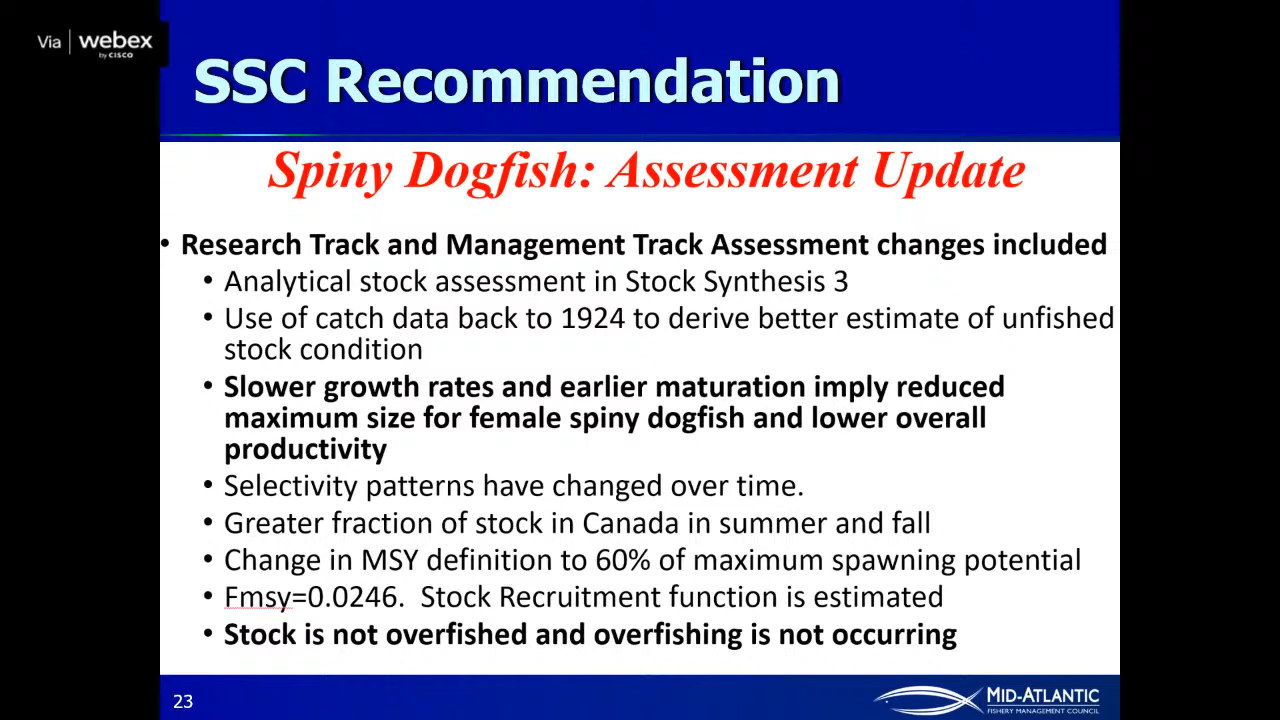 Via webex
by CISCO
SSC Recommendation
Spiny Dogfish: Assessment Update
• Research Track and Management Track Assessment changes included
• Analytical stock assessment in Stock Synthesis 3
• Use of catch data back to 1924 to derive better estimate of unfished
stock condition
• Slower growth rates and earlier maturation imply reduced
maximum size for female spiny dogfish and lower overall
productivity
• Selectivity patterns have changed over time.
• Greater fraction of stock in Canada in summer and fall
• Change in MSY definition to 60% of maximum spawning potential
• Fmsy=0.0246. Stock Recruitment function is estimated
• Stock is not overfished and overfishing is not occurring
23
MID-ATLANTIC
FISHERY MANAGEMENT COUNCIL